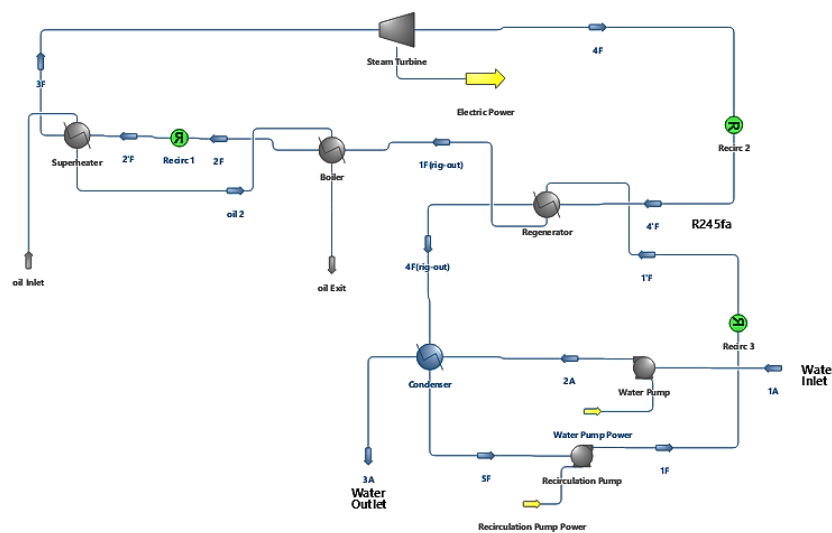 Steam Turbine
4F
Electric Power
3F
Superheater
2'F
Recirc 1
2F
Boiler
1F(rig-out)
Recirc 2
oil 2
Regenerator
4'F
R245fa
oil Inlet
oil Exit
4F(rig-out)
1'F
Recirc 3
Condenser
2A
Water Pump
1A
Wate
Inlet
Water Pump Power
3A
Water
Outlet
5F
Recirculation Pump
1F
Recirculation Pump Power